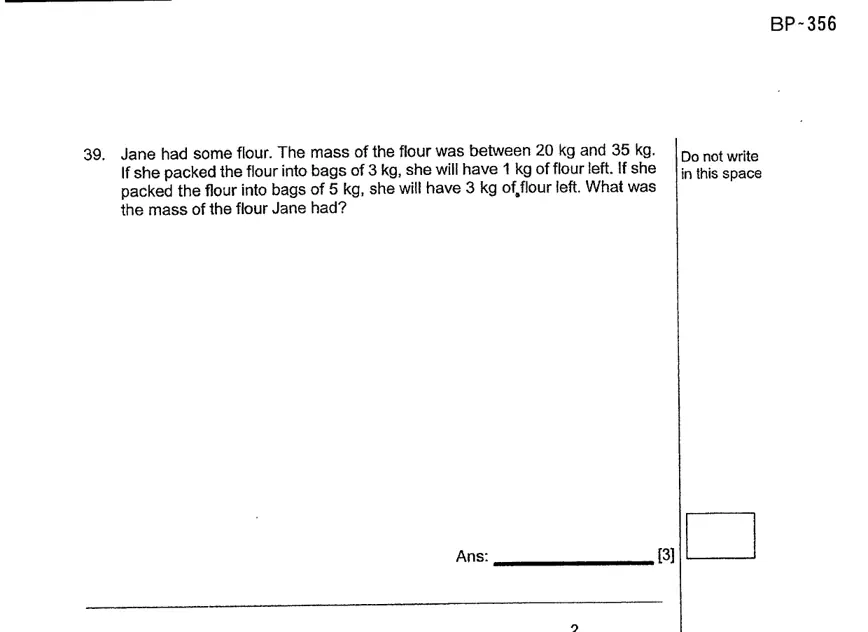 BP-356
39. Jane had some flour. The mass of the flour was between 20 kg and 35 kg.
If she packed the flour into bags of 3 kg, she will have 1 kg of flour left. If she
packed the flour into bags of 5 kg, she will have 3 kg of flour left. What was
the mass of the flour Jane had?
Do not write
in this space
Ans: ____________ [3]
2